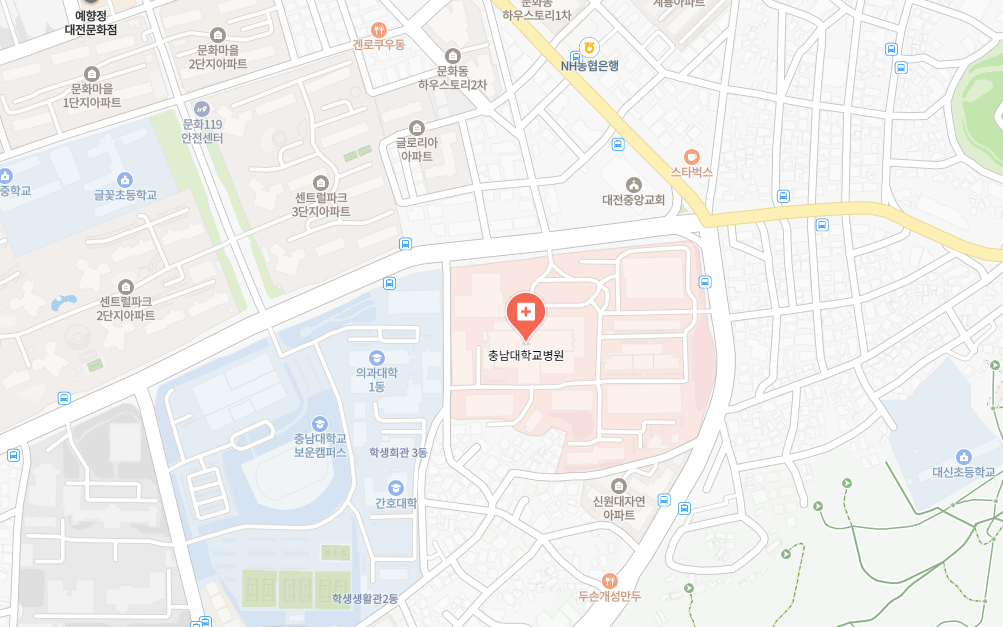 예향정
대전문화점
겐로쿠우동
하우스토리1차
계룡아파트
문화마을
2단지아파트
문화동
하우스토리2차
NH농협은행
문화마을
1단지아파트
문화119
안전센터
글로리아
아파트
스타벅스
중학교
글꽃초등학교
센트럴파크
3단지아파트
대전중앙교회
센트럴파크
2단지아파트
충남대학교병원
의과대학
1동
충남대학교
보운캠퍼스
학생회관 3동
대신초등학교
간호대학
신원대자연
아파트
두손개성만두
학생생활관2동